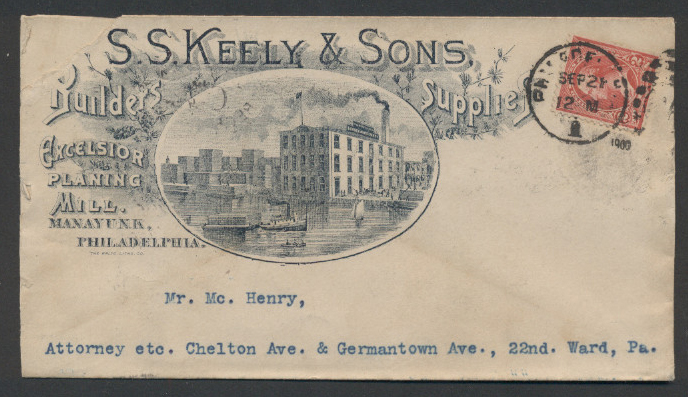 S.S. KEELY & SONS,
Builders Supplies
EXCELSIOR
PLANING
MILL.
MANAYUNK,
PHILADELPHIA.
SEP 21
12 M
1900
Mr. Mc. Henry,
Attorney etc. Chelton Ave. & Germantown Ave., 22nd. Ward, Pa.